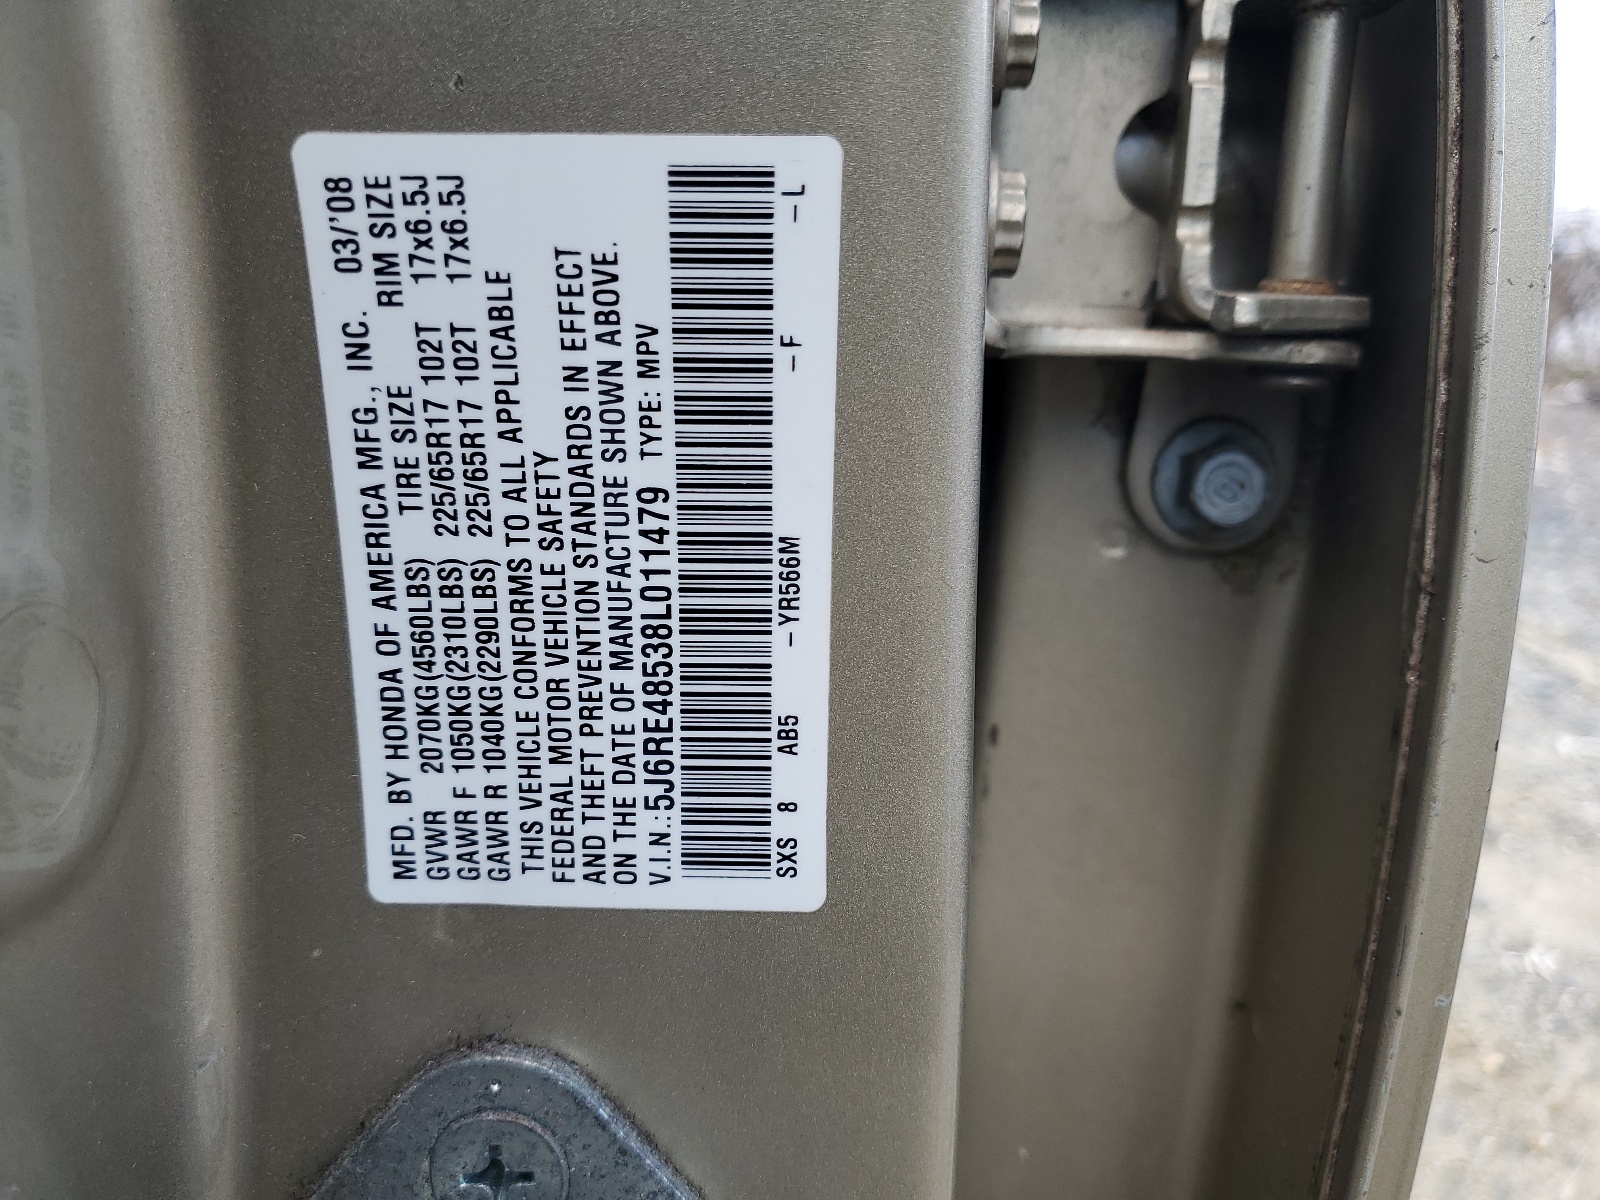 MFD. BY HONDA OF AMERICA MFG., INC. 03/'08
GVWR 2070KG(4560LBS) TIRE SIZE RIM SIZE
GAWR F 1050KG(2310LBS) 225/65R17 102T 17x6.5J
GAWR R 1040KG(2290LBS) 225/65R17 102T 17x6.5J
THIS VEHICLE CONFORMS TO ALL APPLICABLE
FEDERAL MOTOR VEHICLE SAFETY
AND THEFT PREVENTION STANDARDS IN EFFECT
ON THE DATE OF MANUFACTURE SHOWN ABOVE.
V.I.N.:5J6RE48538L011479 TYPE: MPV
SXS 8 AB5 -YR566M -F -L